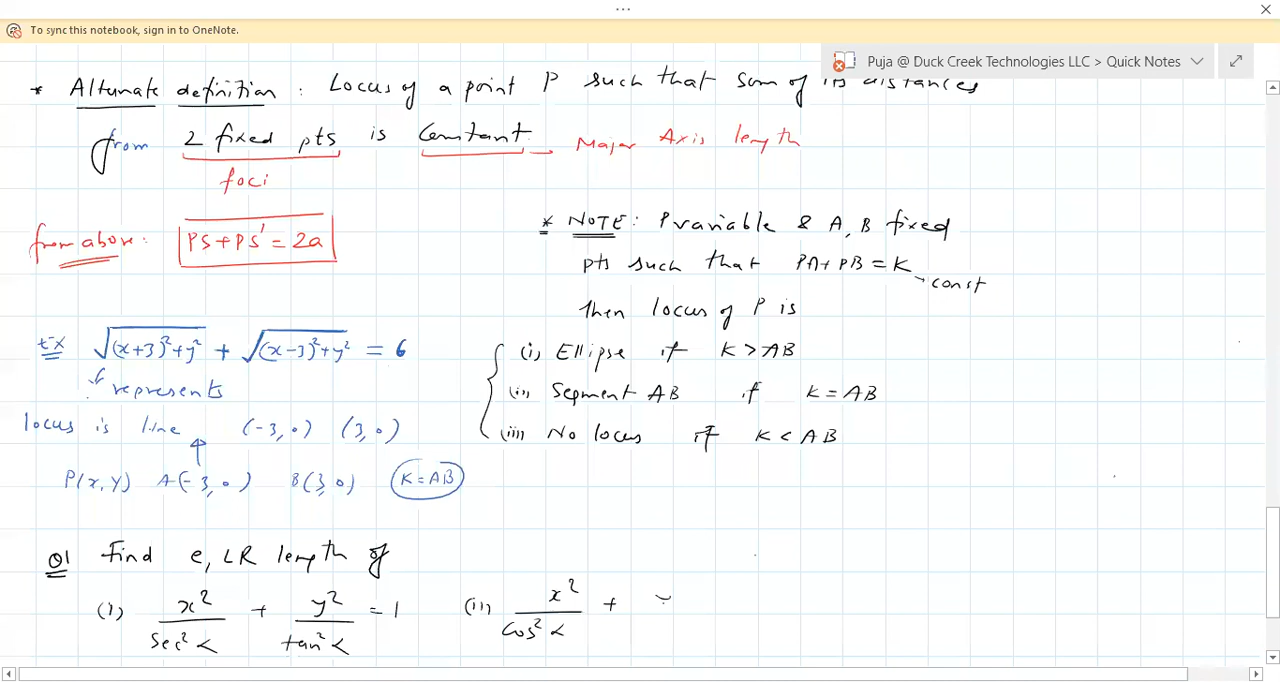 To sync this notebook, sign in to OneNote.
Puja @ Duck Creek Technologies LLC > Quick Notes
* Alternate definition : Locus of a point P such that sum of its distances
from 2 fixed pts is constant. Major Axis length
foci
from above: PS + PS' = 2a
* NOTE: P variable & A, B fixed
pts such that PA + PB = K
const
then locus of P is
(i) Ellipse if K > AB
(ii) Segment AB if K = AB
(iii) No locus if K < AB
EX √(x+3)²+y² + √(x-3)²+y² = 6
represents
locus is line (-3, 0) (3, 0)
P(x, y) A(-3, 0) B(3, 0) K = AB
Q1 Find e, LR length of
(i) x²/sec²α + y²/tan²α = 1 (ii) x²/cos²α +